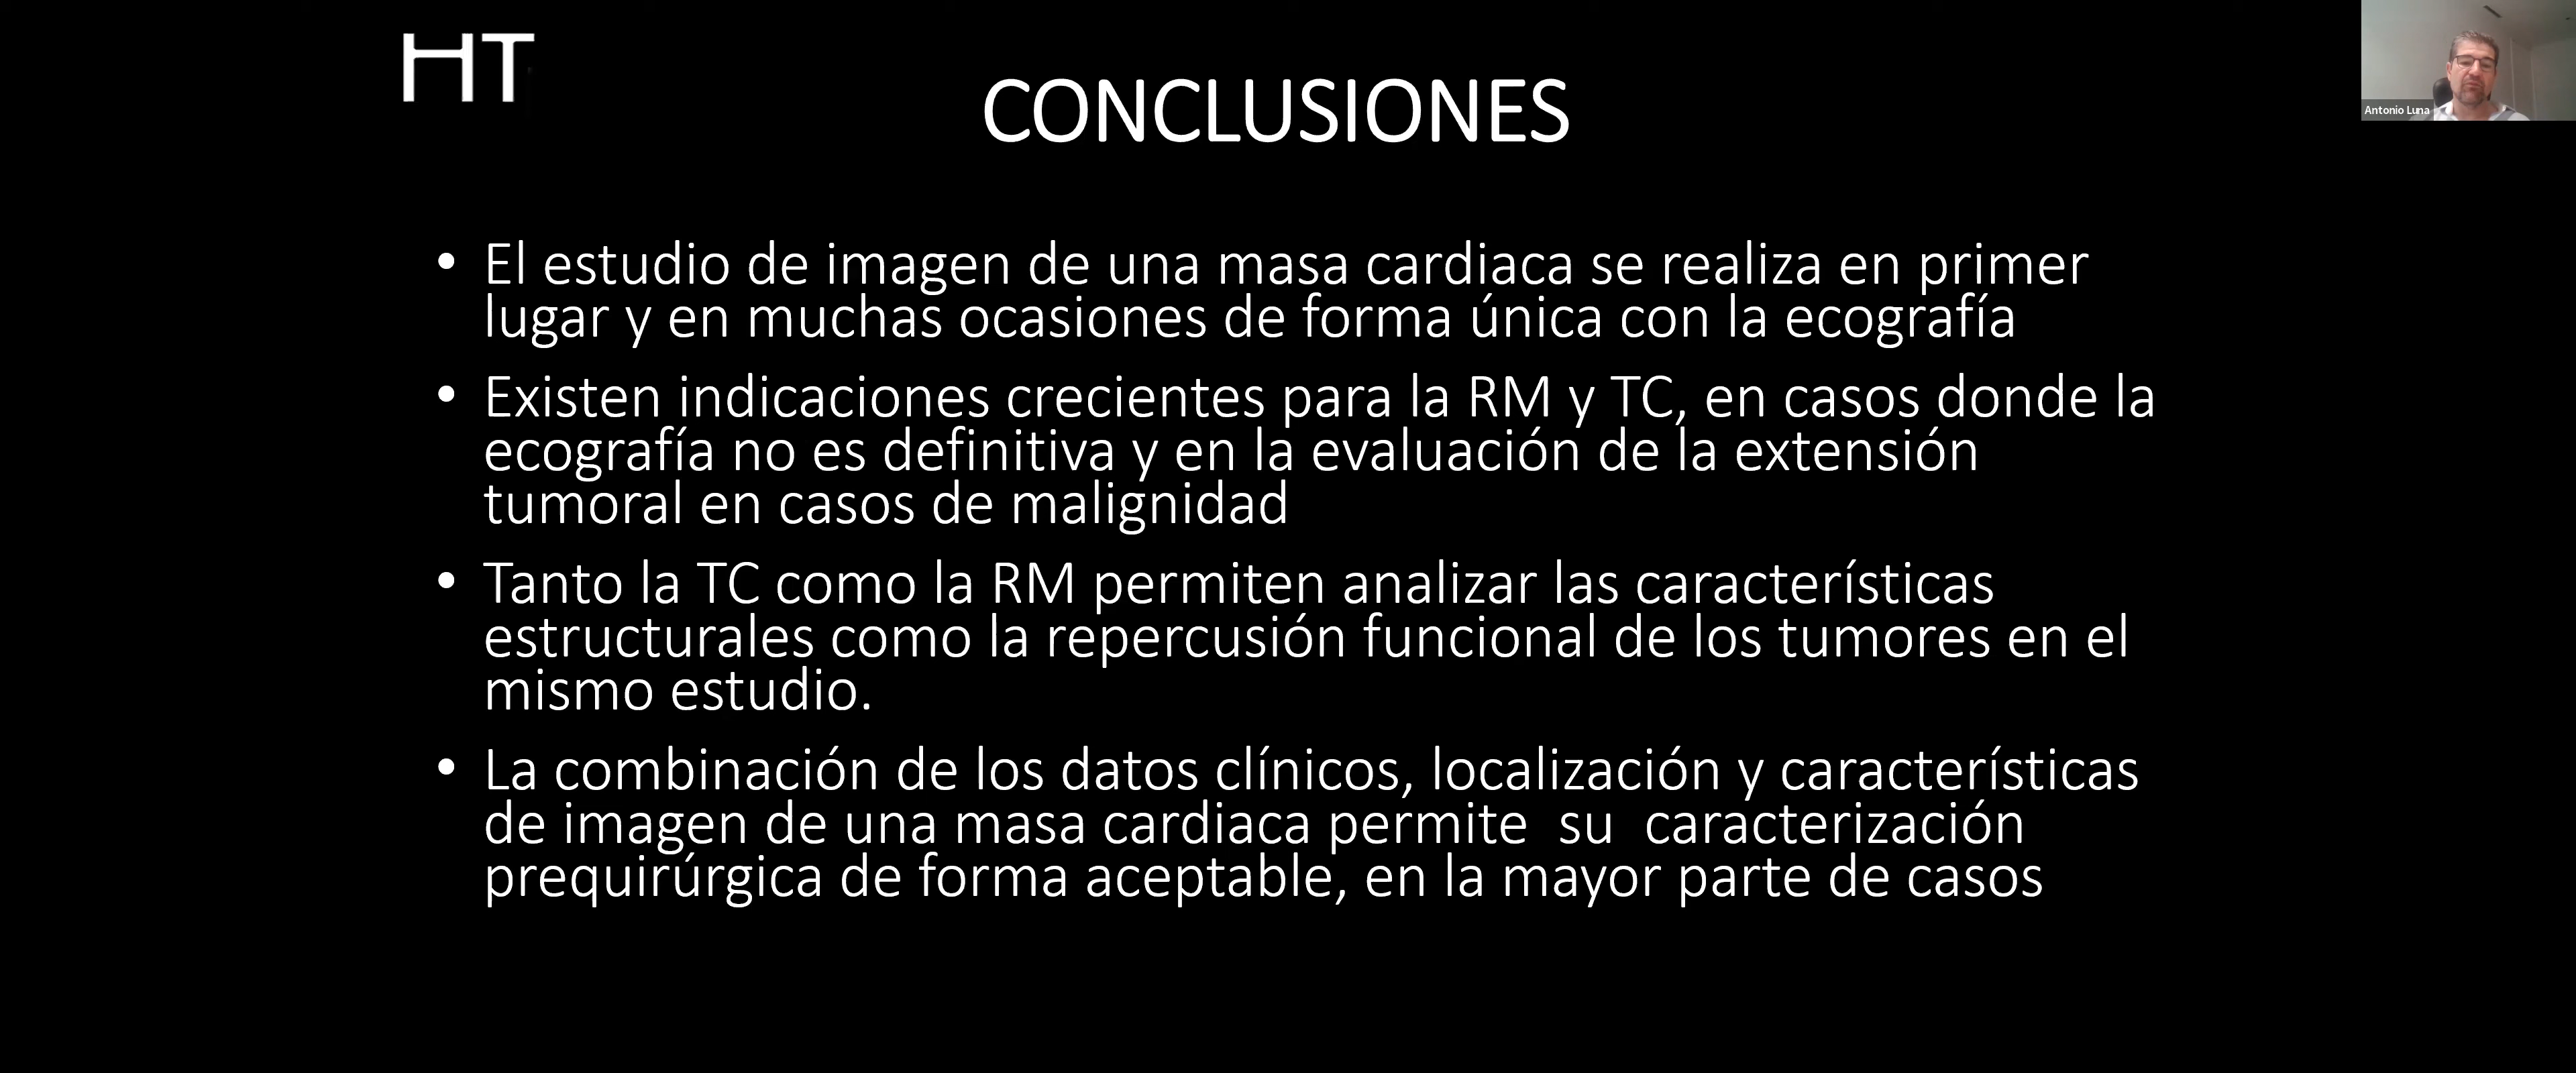 HT
CONCLUSIONES
Antonio Luna
• El estudio de imagen de una masa cardiaca se realiza en primer
lugar y en muchas ocasiones de forma única con la ecografía
• Existen indicaciones crecientes para la RM y TC, en casos donde la
ecografía no es definitiva y en la evaluación de la extensión
tumoral en casos de malignidad
• Tanto la TC como la RM permiten analizar las características
estructurales como la repercusión funcional de los tumores en el
mismo estudio.
• La combinación de los datos clínicos, localización y características
de imagen de una masa cardiaca permite  su  caracterización
prequirúrgica de forma aceptable, en la mayor parte de casos